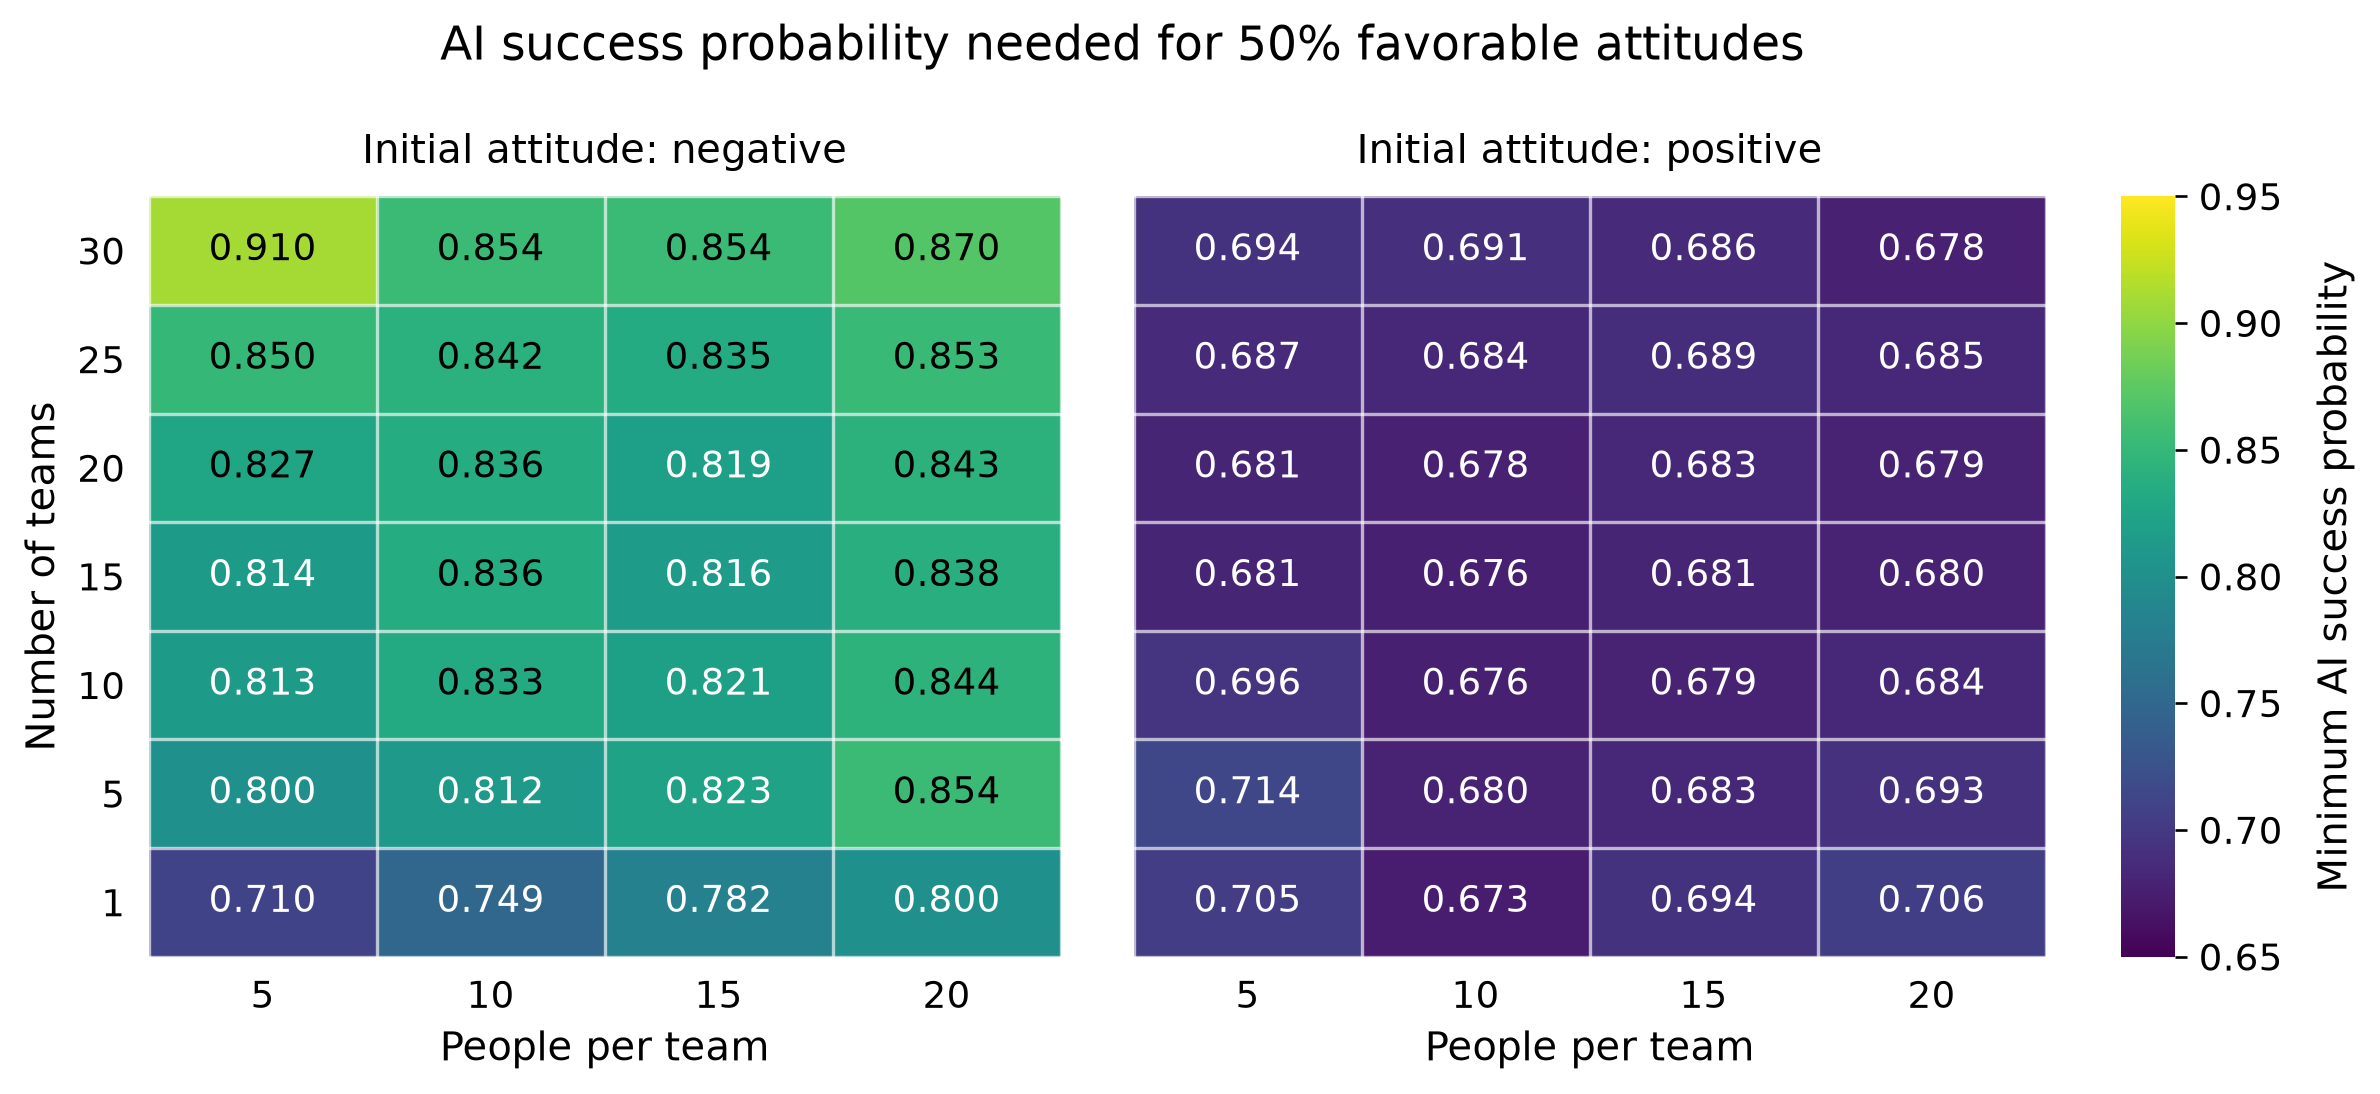 AI success probability needed for 50% favorable attitudes
Initial attitude: negative
Initial attitude: positive
Number of teams
30 0.910 0.854 0.854 0.870
25 0.850 0.842 0.835 0.853
20 0.827 0.836 0.819 0.843
15 0.814 0.836 0.816 0.838
10 0.813 0.833 0.821 0.844
5 0.800 0.812 0.823 0.854
1 0.710 0.749 0.782 0.800
5 10 15 20
People per team
0.694 0.691 0.686 0.678
0.687 0.684 0.689 0.685
0.681 0.678 0.683 0.679
0.681 0.676 0.681 0.680
0.696 0.676 0.679 0.684
0.714 0.680 0.683 0.693
0.705 0.673 0.694 0.706
5 10 15 20
People per team
0.95
0.90
0.85
0.80
0.75
0.70
0.65
Minimum AI success probability